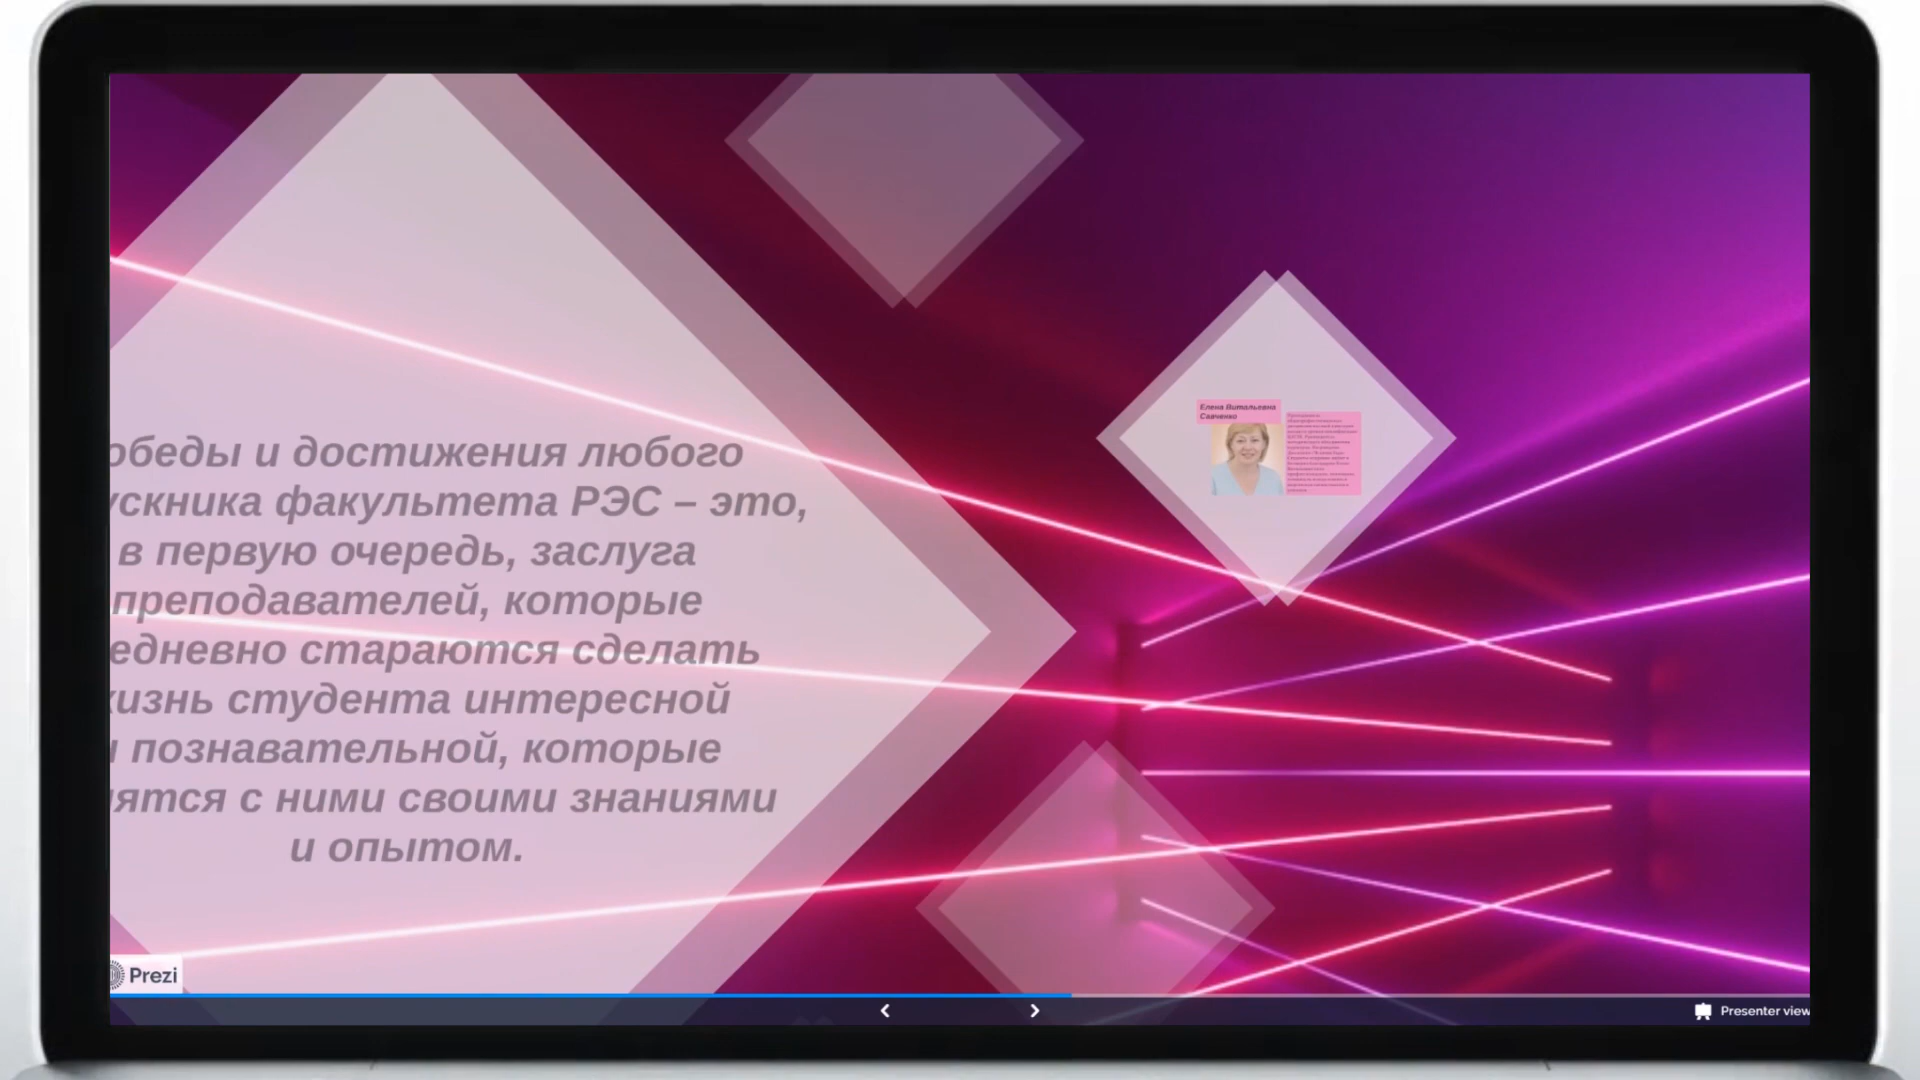 обеды и достижения любого
ускника факультета РЭС – это,
в первую очередь, заслуга
преподавателей, которые
едневно стараются сделать
жизнь студента интересной
и познавательной, которые
ятся с ними своими знаниями
и опытом.
Елена Витальевна
Савченко
Prezi
Presenter view